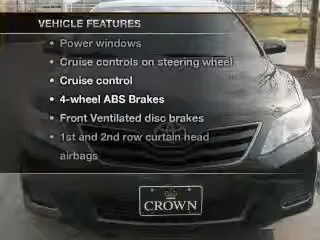 VEHICLE FEATURES
• Power windows
• Cruise controls on steering wheel
• Cruise control
• 4-wheel ABS Brakes
• Front Ventilated disc brakes
• 1st and 2nd row curtain head
airbags
CROWN